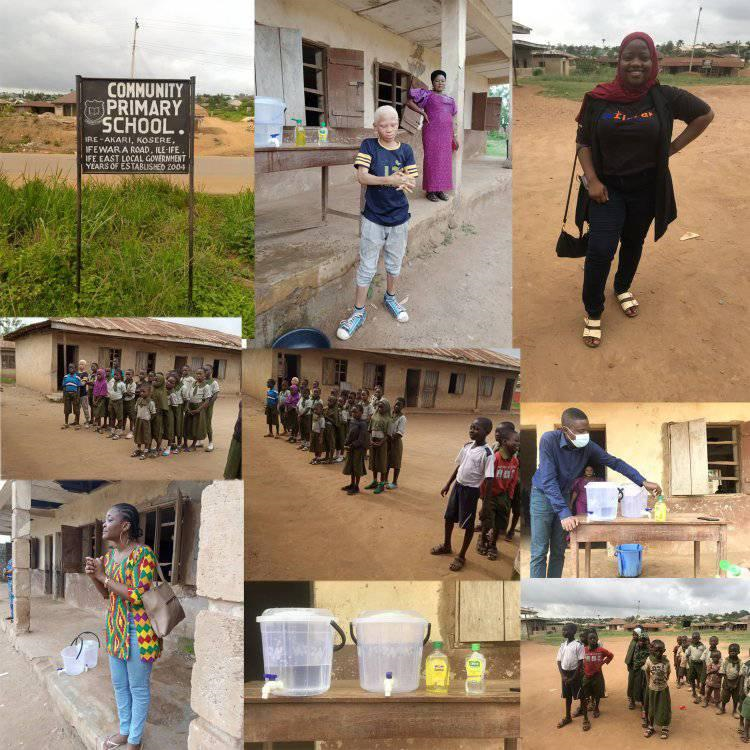 COMMUNITY
PRIMARY
SCHOOL.
IRE-AKARI, KOSERE,
IFEWARA ROAD, ILE-IFE.
IFE EAST LOCAL GOVERNMENT
YEARS OF ESTABLISHED 2004